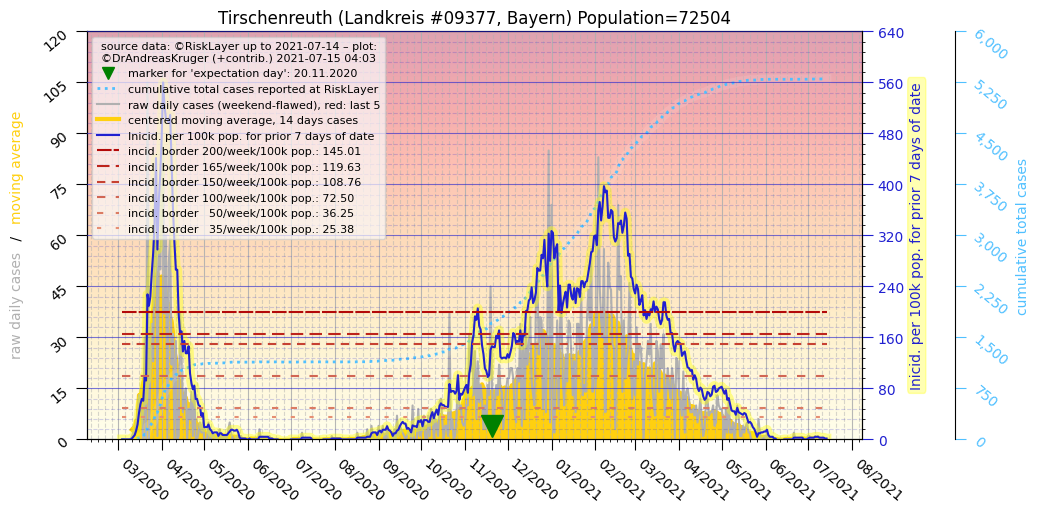 Tirschenreuth (Landkreis #09377, Bayern) Population=72504
source data: ©RiskLayer up to 2021-07-14 – plot:
©DrAndreasKruger (+contrib.) 2021-07-15 04:03
marker for 'expectation day': 20.11.2020
cumulative total cases reported at RiskLayer
raw daily cases (weekend-flawed), red: last 5
centered moving average, 14 days cases
Inicid. per 100k pop. for prior 7 days of date
incid. border 200/week/100k pop.: 145.01
incid. border 165/week/100k pop.: 119.63
incid. border 150/week/100k pop.: 108.76
incid. border 100/week/100k pop.: 72.50
incid. border 50/week/100k pop.: 36.25
incid. border 35/week/100k pop.: 25.38
raw daily cases / moving average
120
105
90
75
60
45
30
15
0
03/2020
04/2020
05/2020
06/2020
07/2020
08/2020
09/2020
10/2020
11/2020
12/2020
01/2021
02/2021
03/2021
04/2021
05/2021
06/2021
07/2021
08/2021
640
560
480
400
320
240
160
80
0
Inicid. per 100k pop. for prior 7 days of date
6,000
5,250
4,500
3,750
3,000
2,250
1,500
750
0
cumulative total cases